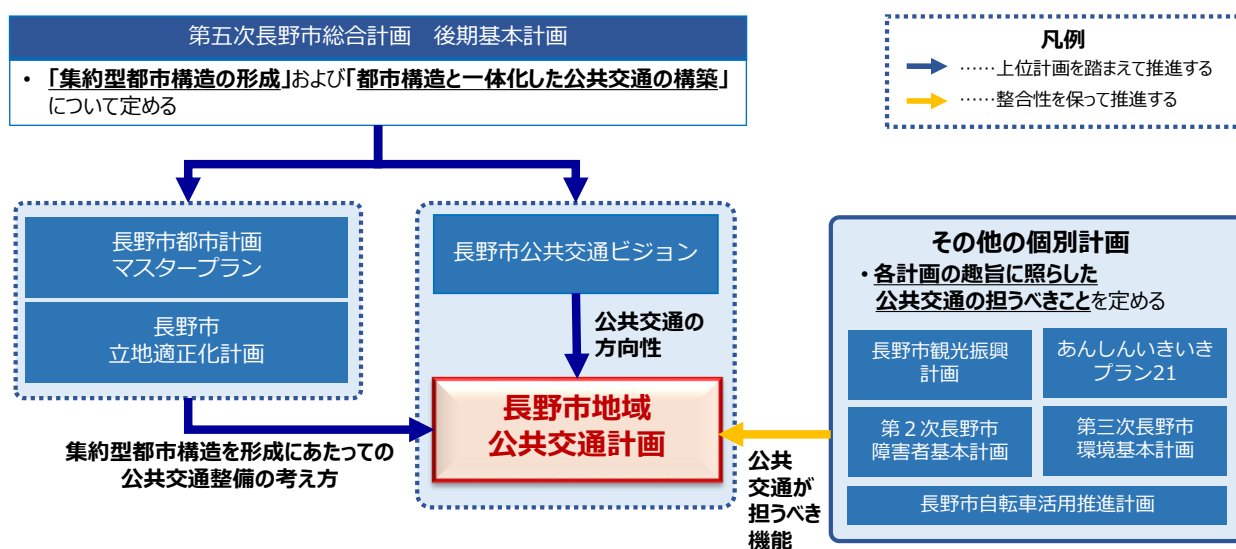 第五次長野市総合計画　後期基本計画
・ 「集約型都市構造の形成」および「都市構造と一体化した公共交通の構築」
について定める
凡例
……上位計画を踏まえて推進する
……整合性を保って推進する
長野市都市計画
マスタープラン
長野市
立地適正化計画
長野市公共交通ビジョン
公共交通の
方向性
長野市地域
公共交通計画
集約型都市構造を形成にあたっての
公共交通整備の考え方
公共
交通が
担うべき
機能
その他の個別計画
・各計画の趣旨に照らした
公共交通の担うべきことを定める
長野市観光振興
計画
あんしんいきいき
プラン21
第２次長野市
障害者基本計画
第三次長野市
環境基本計画
長野市自転車活用推進計画